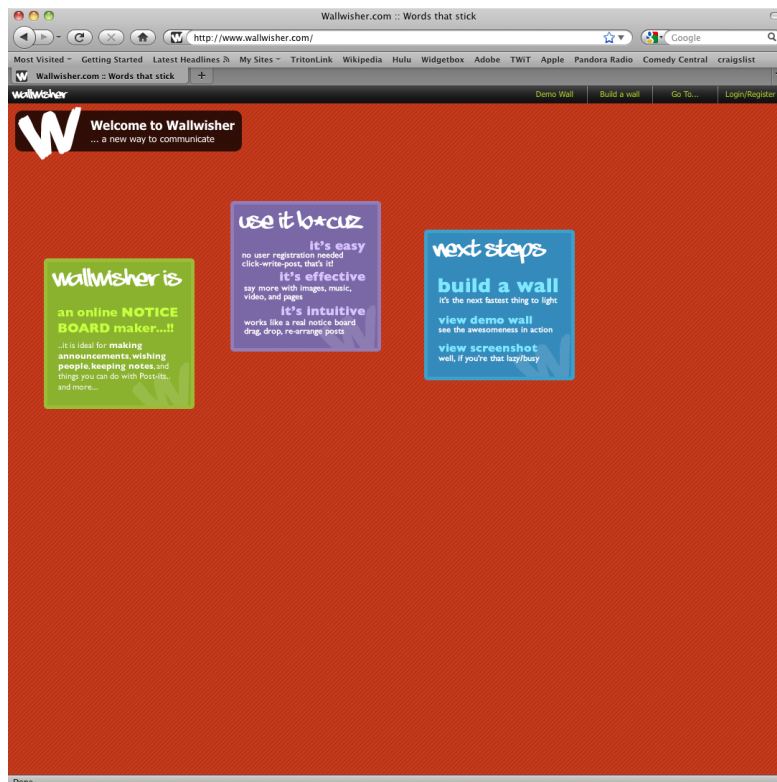 Wallwisher.com :: Words that stick
http://www.wallwisher.com/
Google
Most Visited Getting Started Latest Headlines My Sites TritonLink Wikipedia Hulu Widgetbox Adobe TWiT Apple Pandora Radio Comedy Central craigslist
W Wallwisher.com :: Words that stick +
wallwisher Demo Wall Build a wall Go To... Login/Register
W
Welcome to Wallwisher
... a new way to communicate
wallwisher is
an online NOTICE
BOARD maker...!!
..it is ideal for making
announcements,wishing
people,keeping notes,and
things you can do with Post-its..
and more...
W
use it b*cuz
it's easy
no user registration needed
click-write-post, that's it!
it's effective
say more with images, music,
video, and pages
it's intuitive
works like a real notice board
drag, drop, re-arrange posts
W
next steps
build a wall
it's the next fastest thing to light
view demo wall
see the awesomeness in action
view screenshot
well, if you're that lazy/busy
W
Done